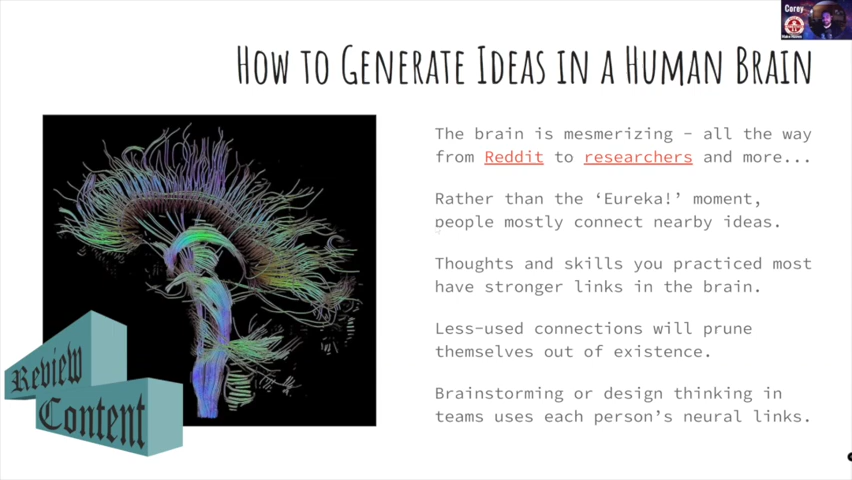 Corey
How to Generate Ideas in a Human Brain
The brain is mesmerizing – all the way
from Reddit to researchers and more...
Rather than the ‘Eureka!’ moment,
people mostly connect nearby ideas.
Thoughts and skills you practiced most
have stronger links in the brain.
Less-used connections will prune
themselves out of existence.
Brainstorming or design thinking in
teams uses each person’s neural links.
Review
Content